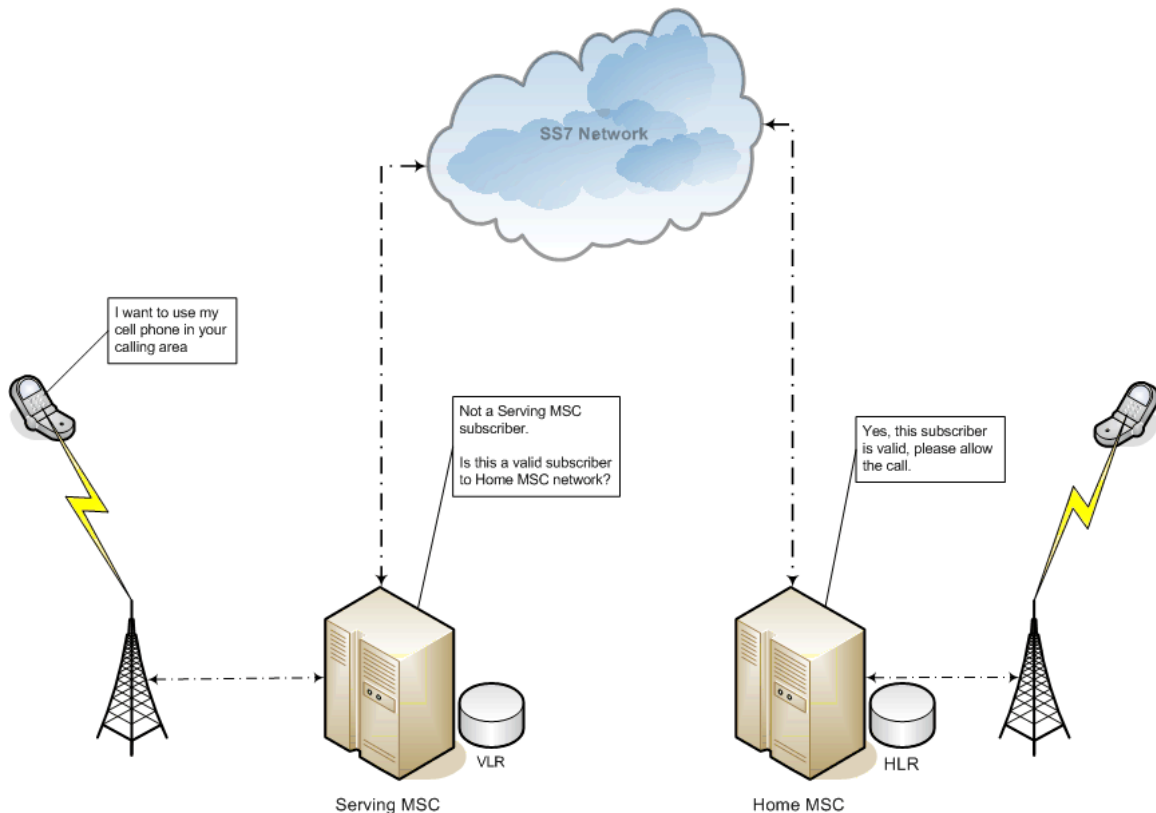 SS7 Network
I want to use my
cell phone in your
calling area
Not a Serving MSC
subscriber.
Is this a valid subscriber
to Home MSC network?
Yes, this subscriber
is valid, please allow
the call.
VLR
HLR
Serving MSC
Home MSC